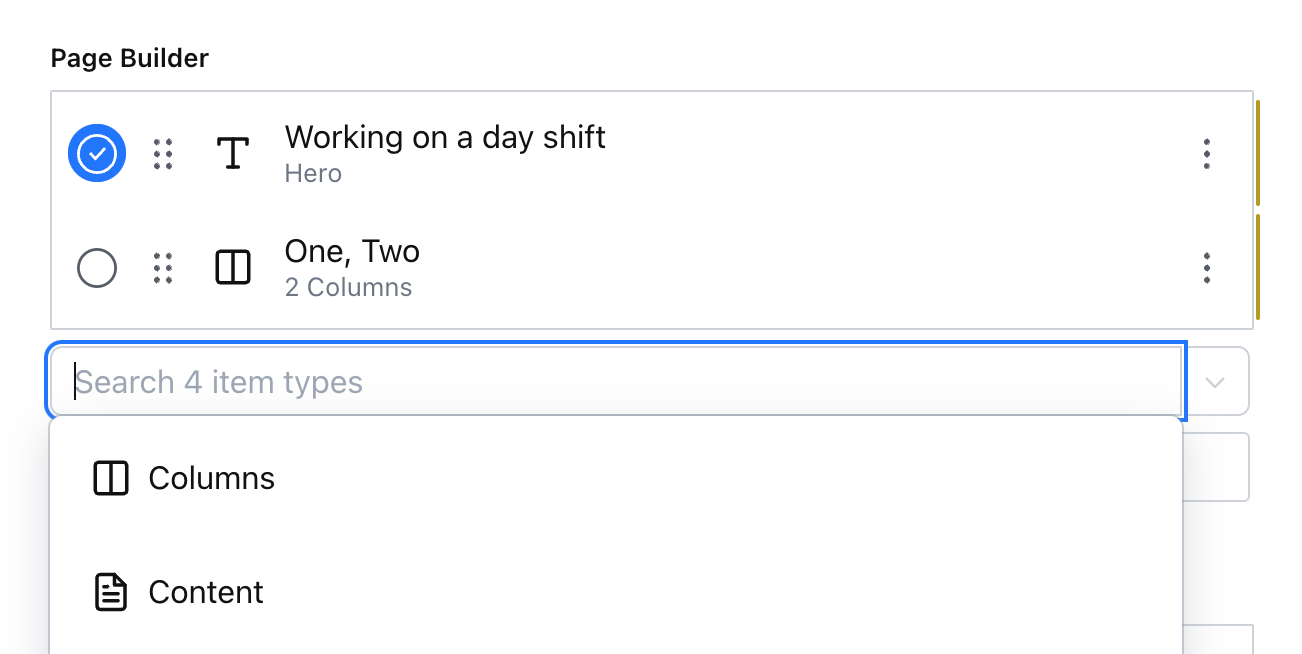 Page Builder
Working on a day shift
Hero
One, Two
2 Columns
Search 4 item types
Columns
Content